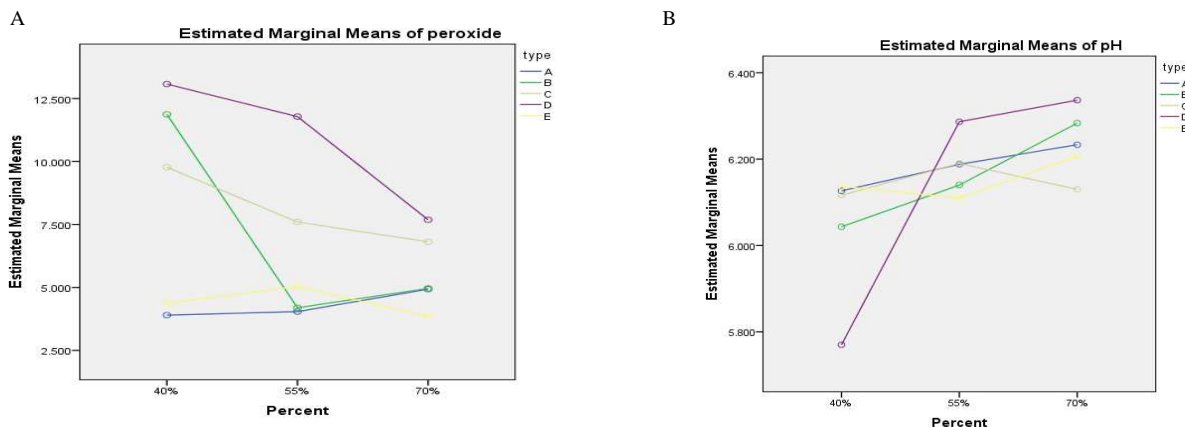 A
Estimated Marginal Means of peroxide
type
A
B
C
D
E
12.500
10.000
7.500
5.000
2.500
Estimated Marginal Means
40%
55%
70%
Percent
B
Estimated Marginal Means of pH
type
A
B
C
D
E
6.400
6.200
6.000
5.800
Estimated Marginal Means
40%
55%
70%
Percent